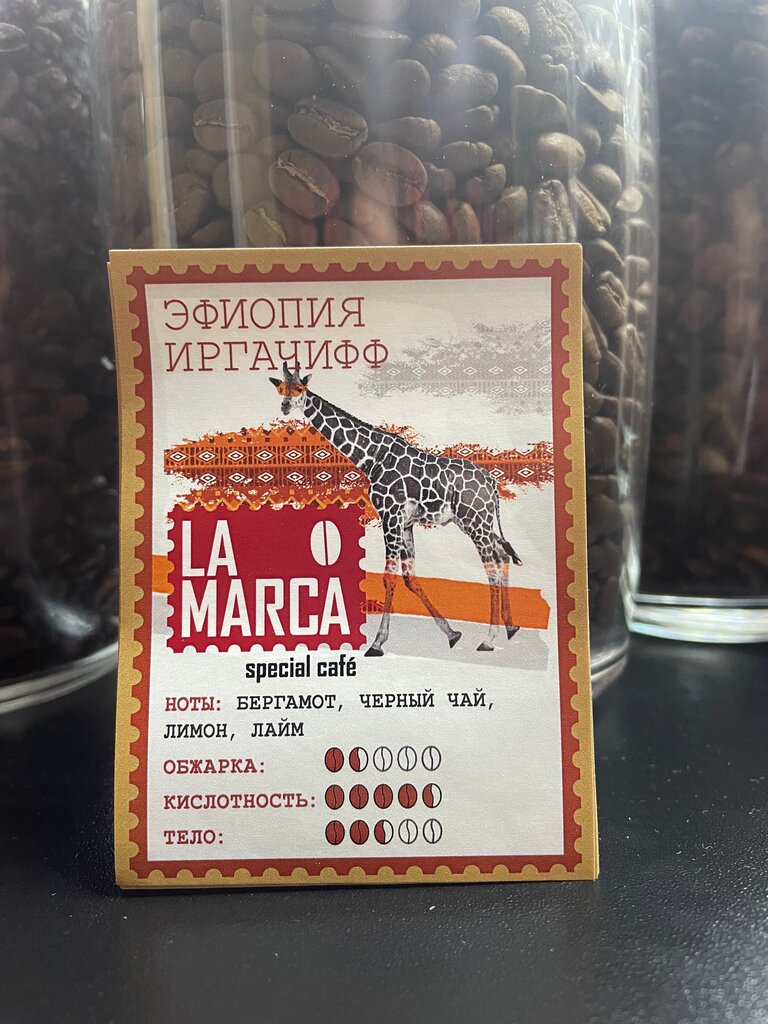 ЭФИОПИЯ
ИРГАЧИФФ
LA
MARCA
special café
НОТЫ: БЕРГАМОТ, ЧЕРНЫЙ ЧАЙ,
ЛИМОН, ЛАЙМ
ОБЖАРКА:
КИСЛОТНОСТЬ:
ТЕЛО: